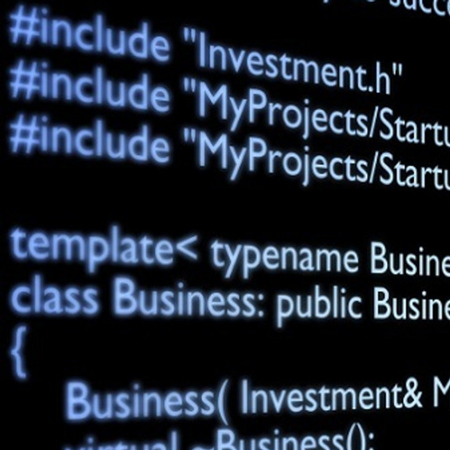 #include "Investment.h"
#include "MyProjects/Startu
#include "MyProjects/Startu
template< typename Busine
class Business: public Busine
{
Business( Investment& M
virtual ~Business();